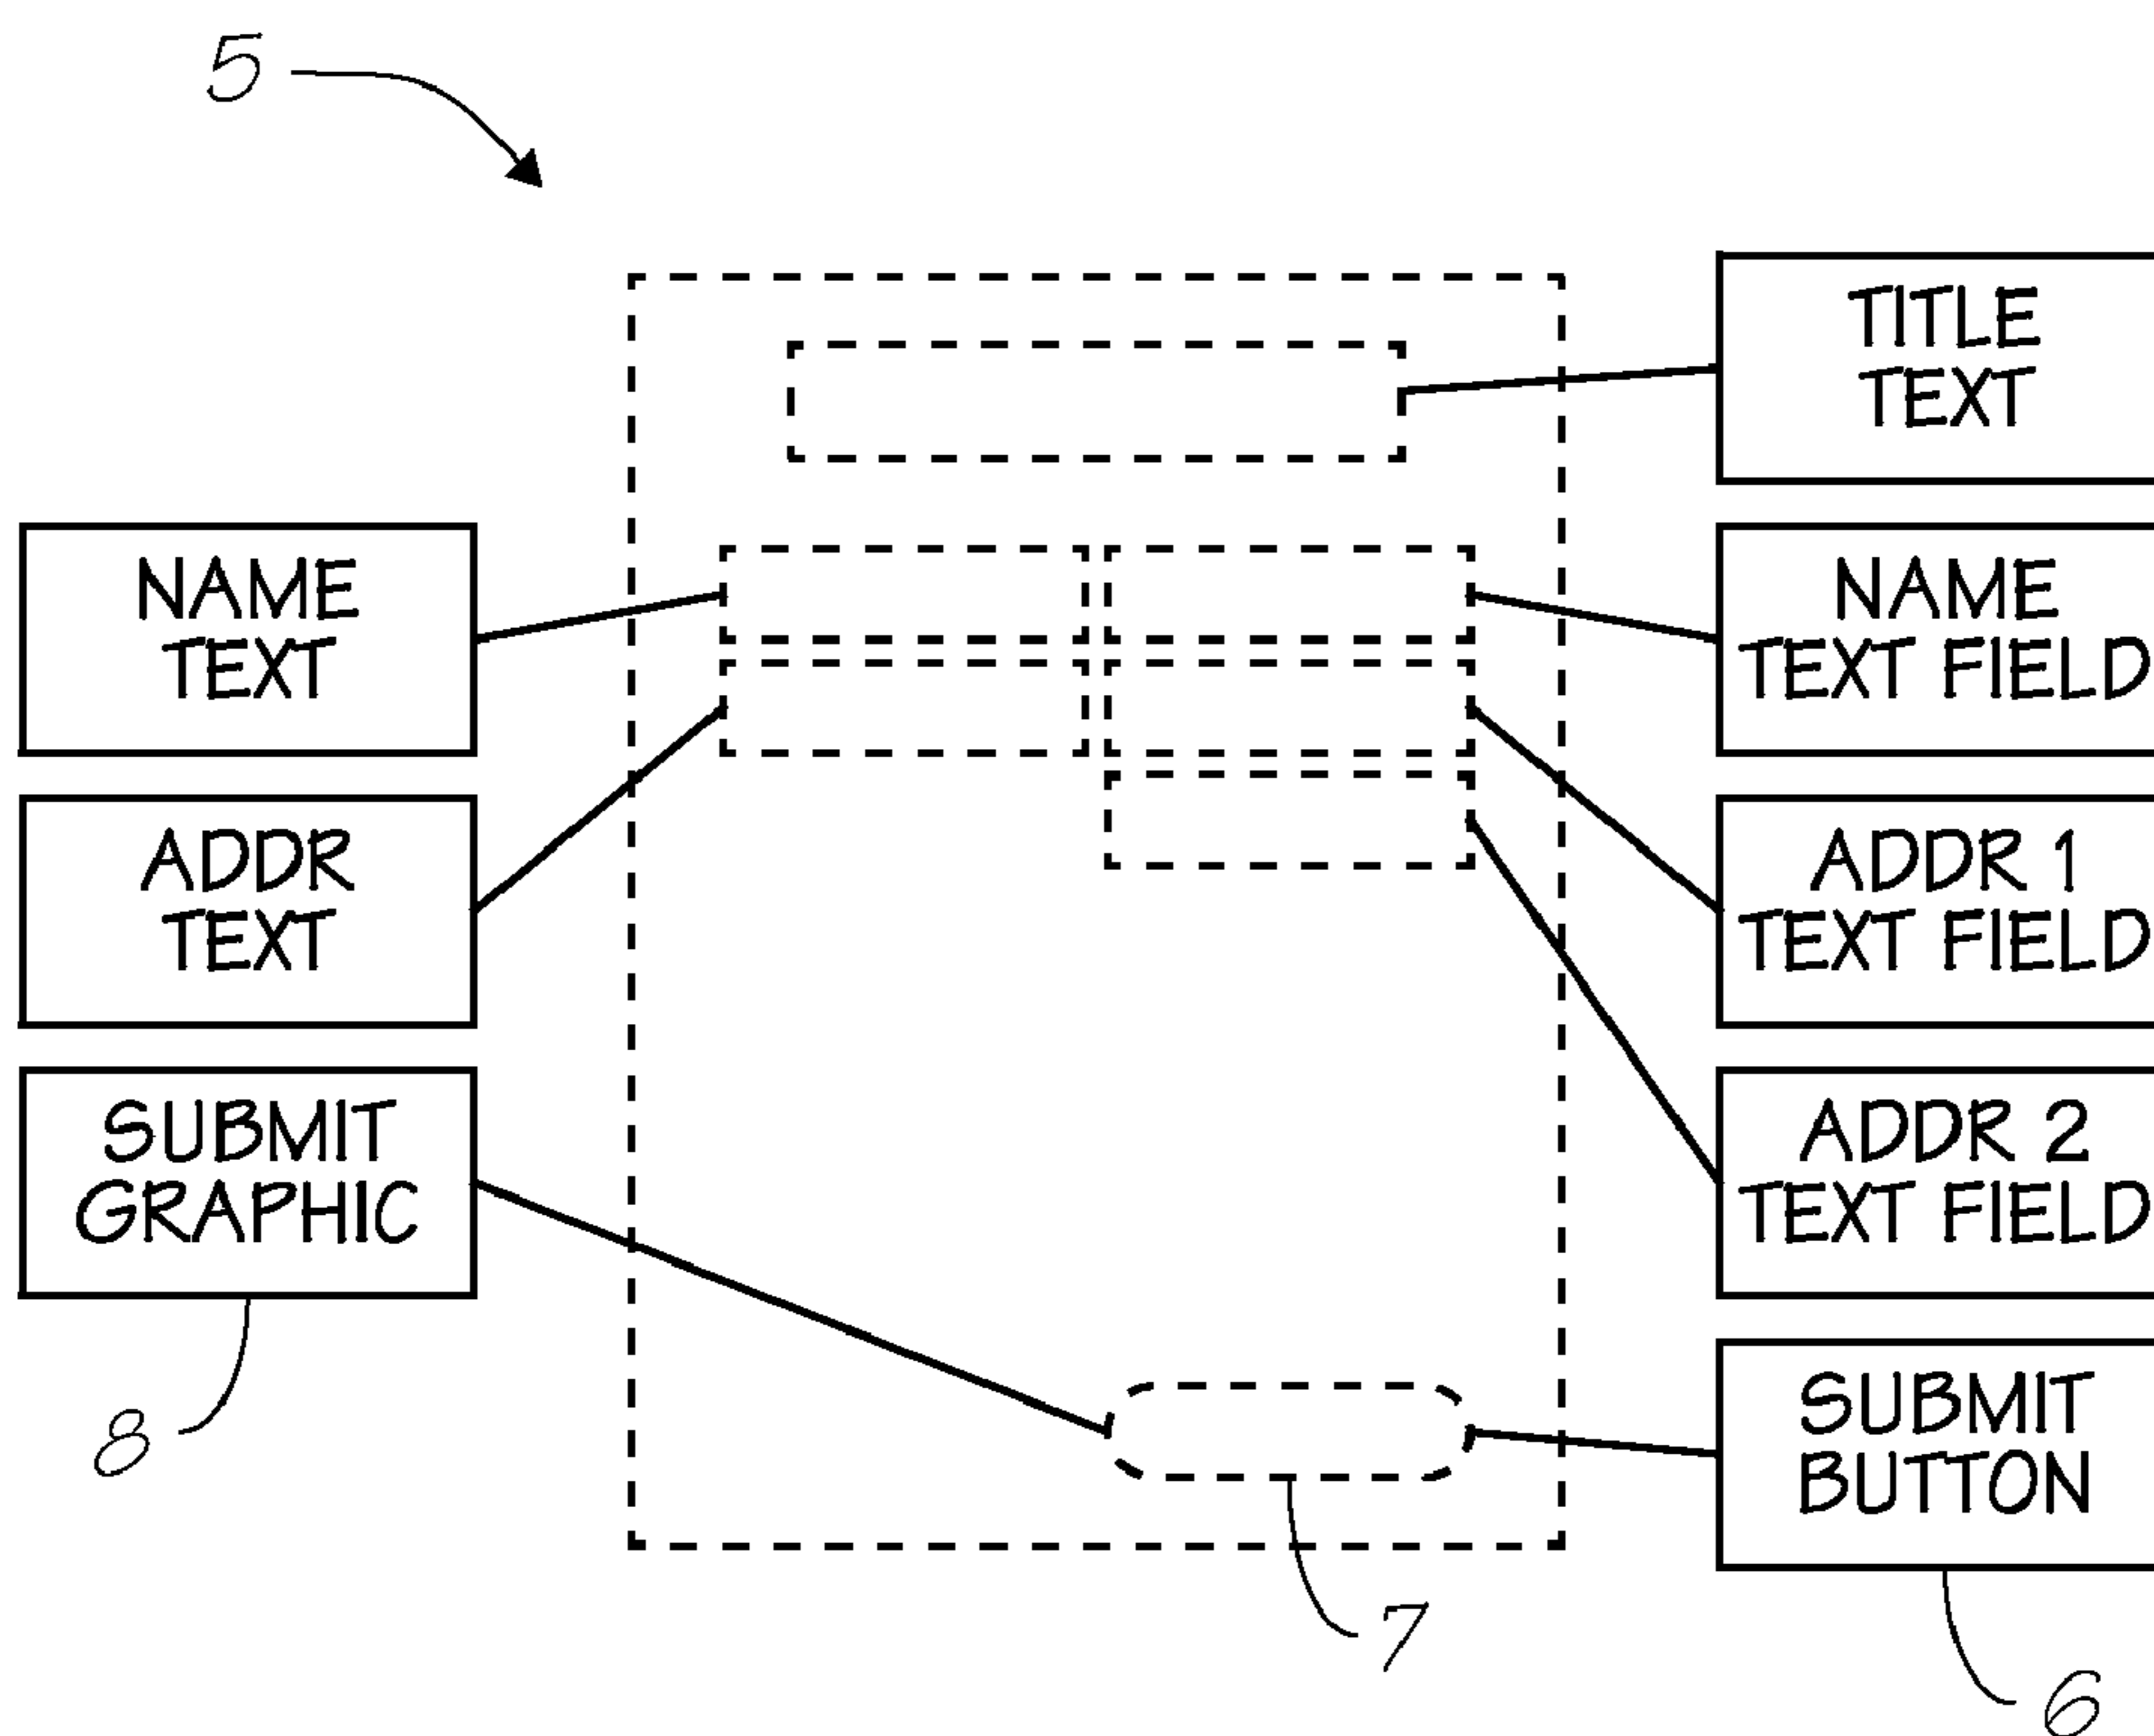 5
TITLE
TEXT
NAME
TEXT
NAME
TEXT FIELD
ADDR
TEXT
ADDR 1
TEXT FIELD
SUBMIT
GRAPHIC
ADDR 2
TEXT FIELD
SUBMIT
BUTTON
8
7
6